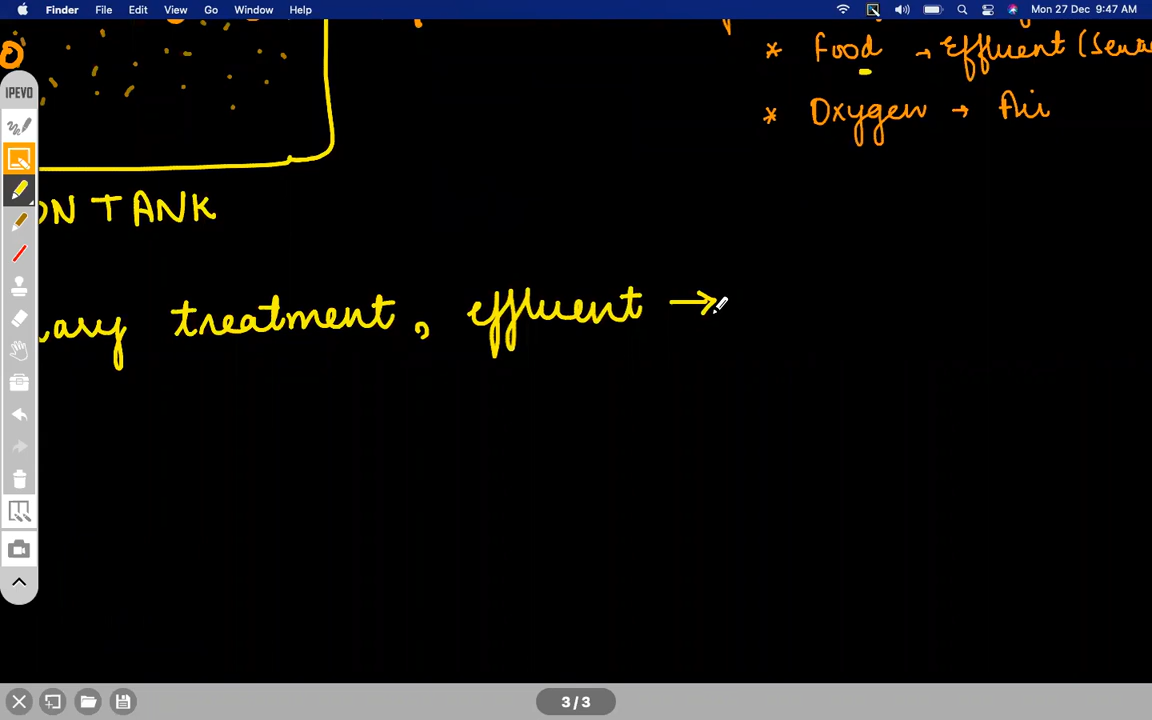 Finder File Edit View Go Window Help Mon 27 Dec 9:47 AM
* Food → Effluent (Sew
* Oxygen → Air
IPEVO
ON TANK
ary treatment, effluent →
3/3